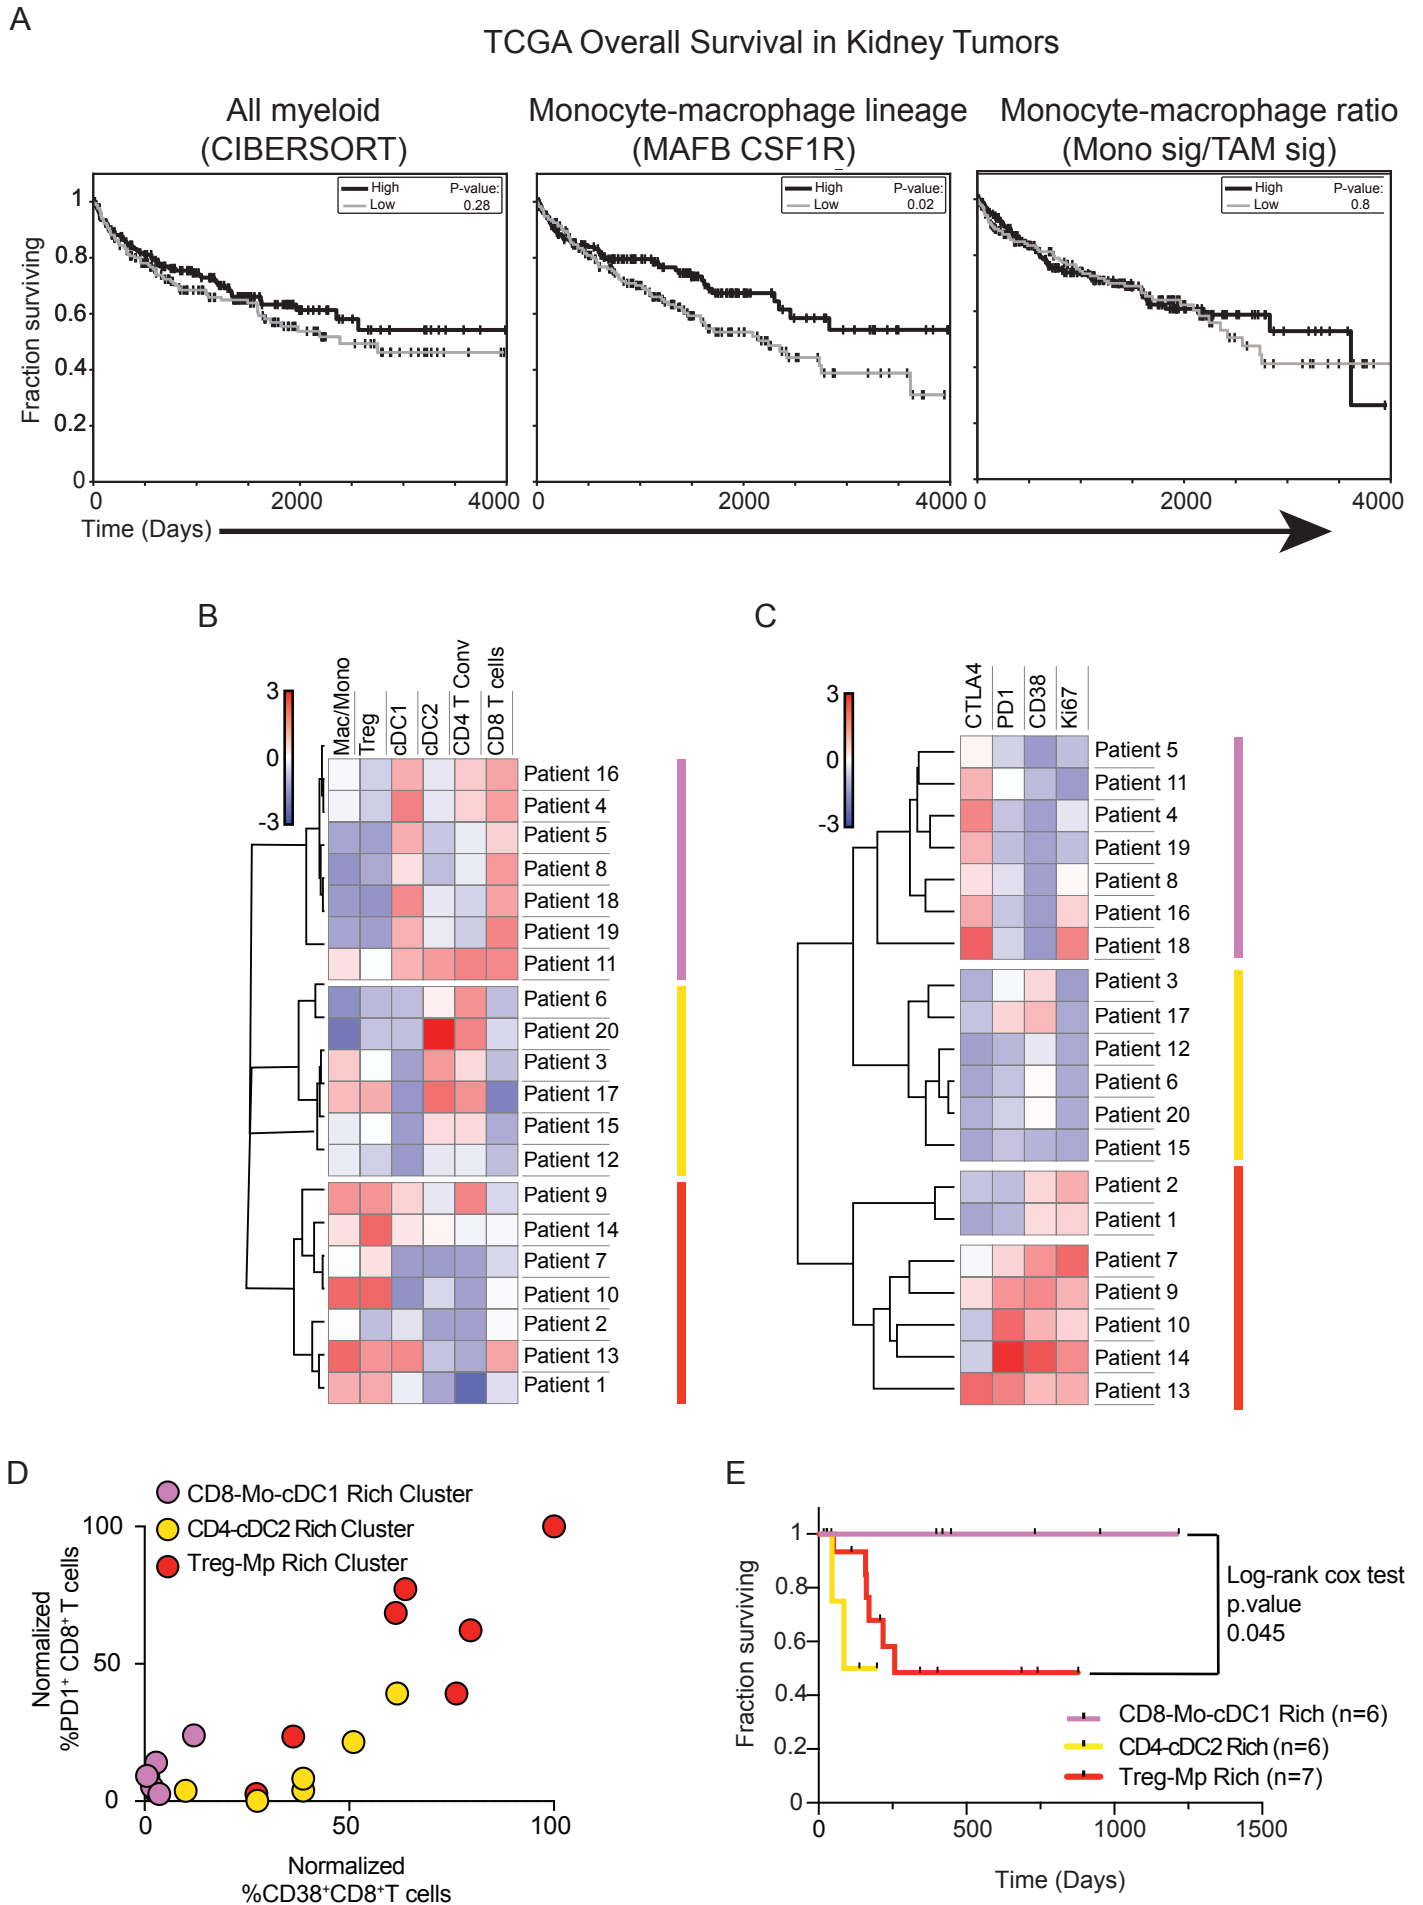 A
TCGA Overall Survival in Kidney Tumors
All myeloid
(CIBERSORT)
Monocyte-macrophage lineage
(MAFB CSF1R)
Monocyte-macrophage ratio
(Mono sig/TAM sig)
High P-value:
Low 0.28
High P-value:
Low 0.02
High P-value:
Low 0.8
Fraction surviving
1
0.8
0.6
0.4
0.2
0
0 2000 4000
0 2000 4000
0 2000 4000
Time (Days)
B
3
0
-3
Mac/Mono
Treg
cDC1
cDC2
CD4 T Conv
CD8 T cells
Patient 16
Patient 4
Patient 5
Patient 8
Patient 18
Patient 19
Patient 11
Patient 6
Patient 20
Patient 3
Patient 17
Patient 15
Patient 12
Patient 9
Patient 14
Patient 7
Patient 10
Patient 2
Patient 13
Patient 1
C
3
0
-3
CTLA4
PD1
CD38
Ki67
Patient 5
Patient 11
Patient 4
Patient 19
Patient 8
Patient 16
Patient 18
Patient 3
Patient 17
Patient 12
Patient 6
Patient 20
Patient 15
Patient 2
Patient 1
Patient 7
Patient 9
Patient 10
Patient 14
Patient 13
D
CD8-Mo-cDC1 Rich Cluster
CD4-cDC2 Rich Cluster
Treg-Mp Rich Cluster
Normalized
%PD1⁺ CD8⁺ T cells
100
50
0
0 50 100
Normalized
%CD38⁺CD8⁺T cells
E
Fraction surviving
1
0.8
0.6
0.4
0.2
0
0 500 1000 1500
Time (Days)
Log-rank cox test
p.value
0.045
CD8-Mo-cDC1 Rich (n=6)
CD4-cDC2 Rich (n=6)
Treg-Mp Rich (n=7)